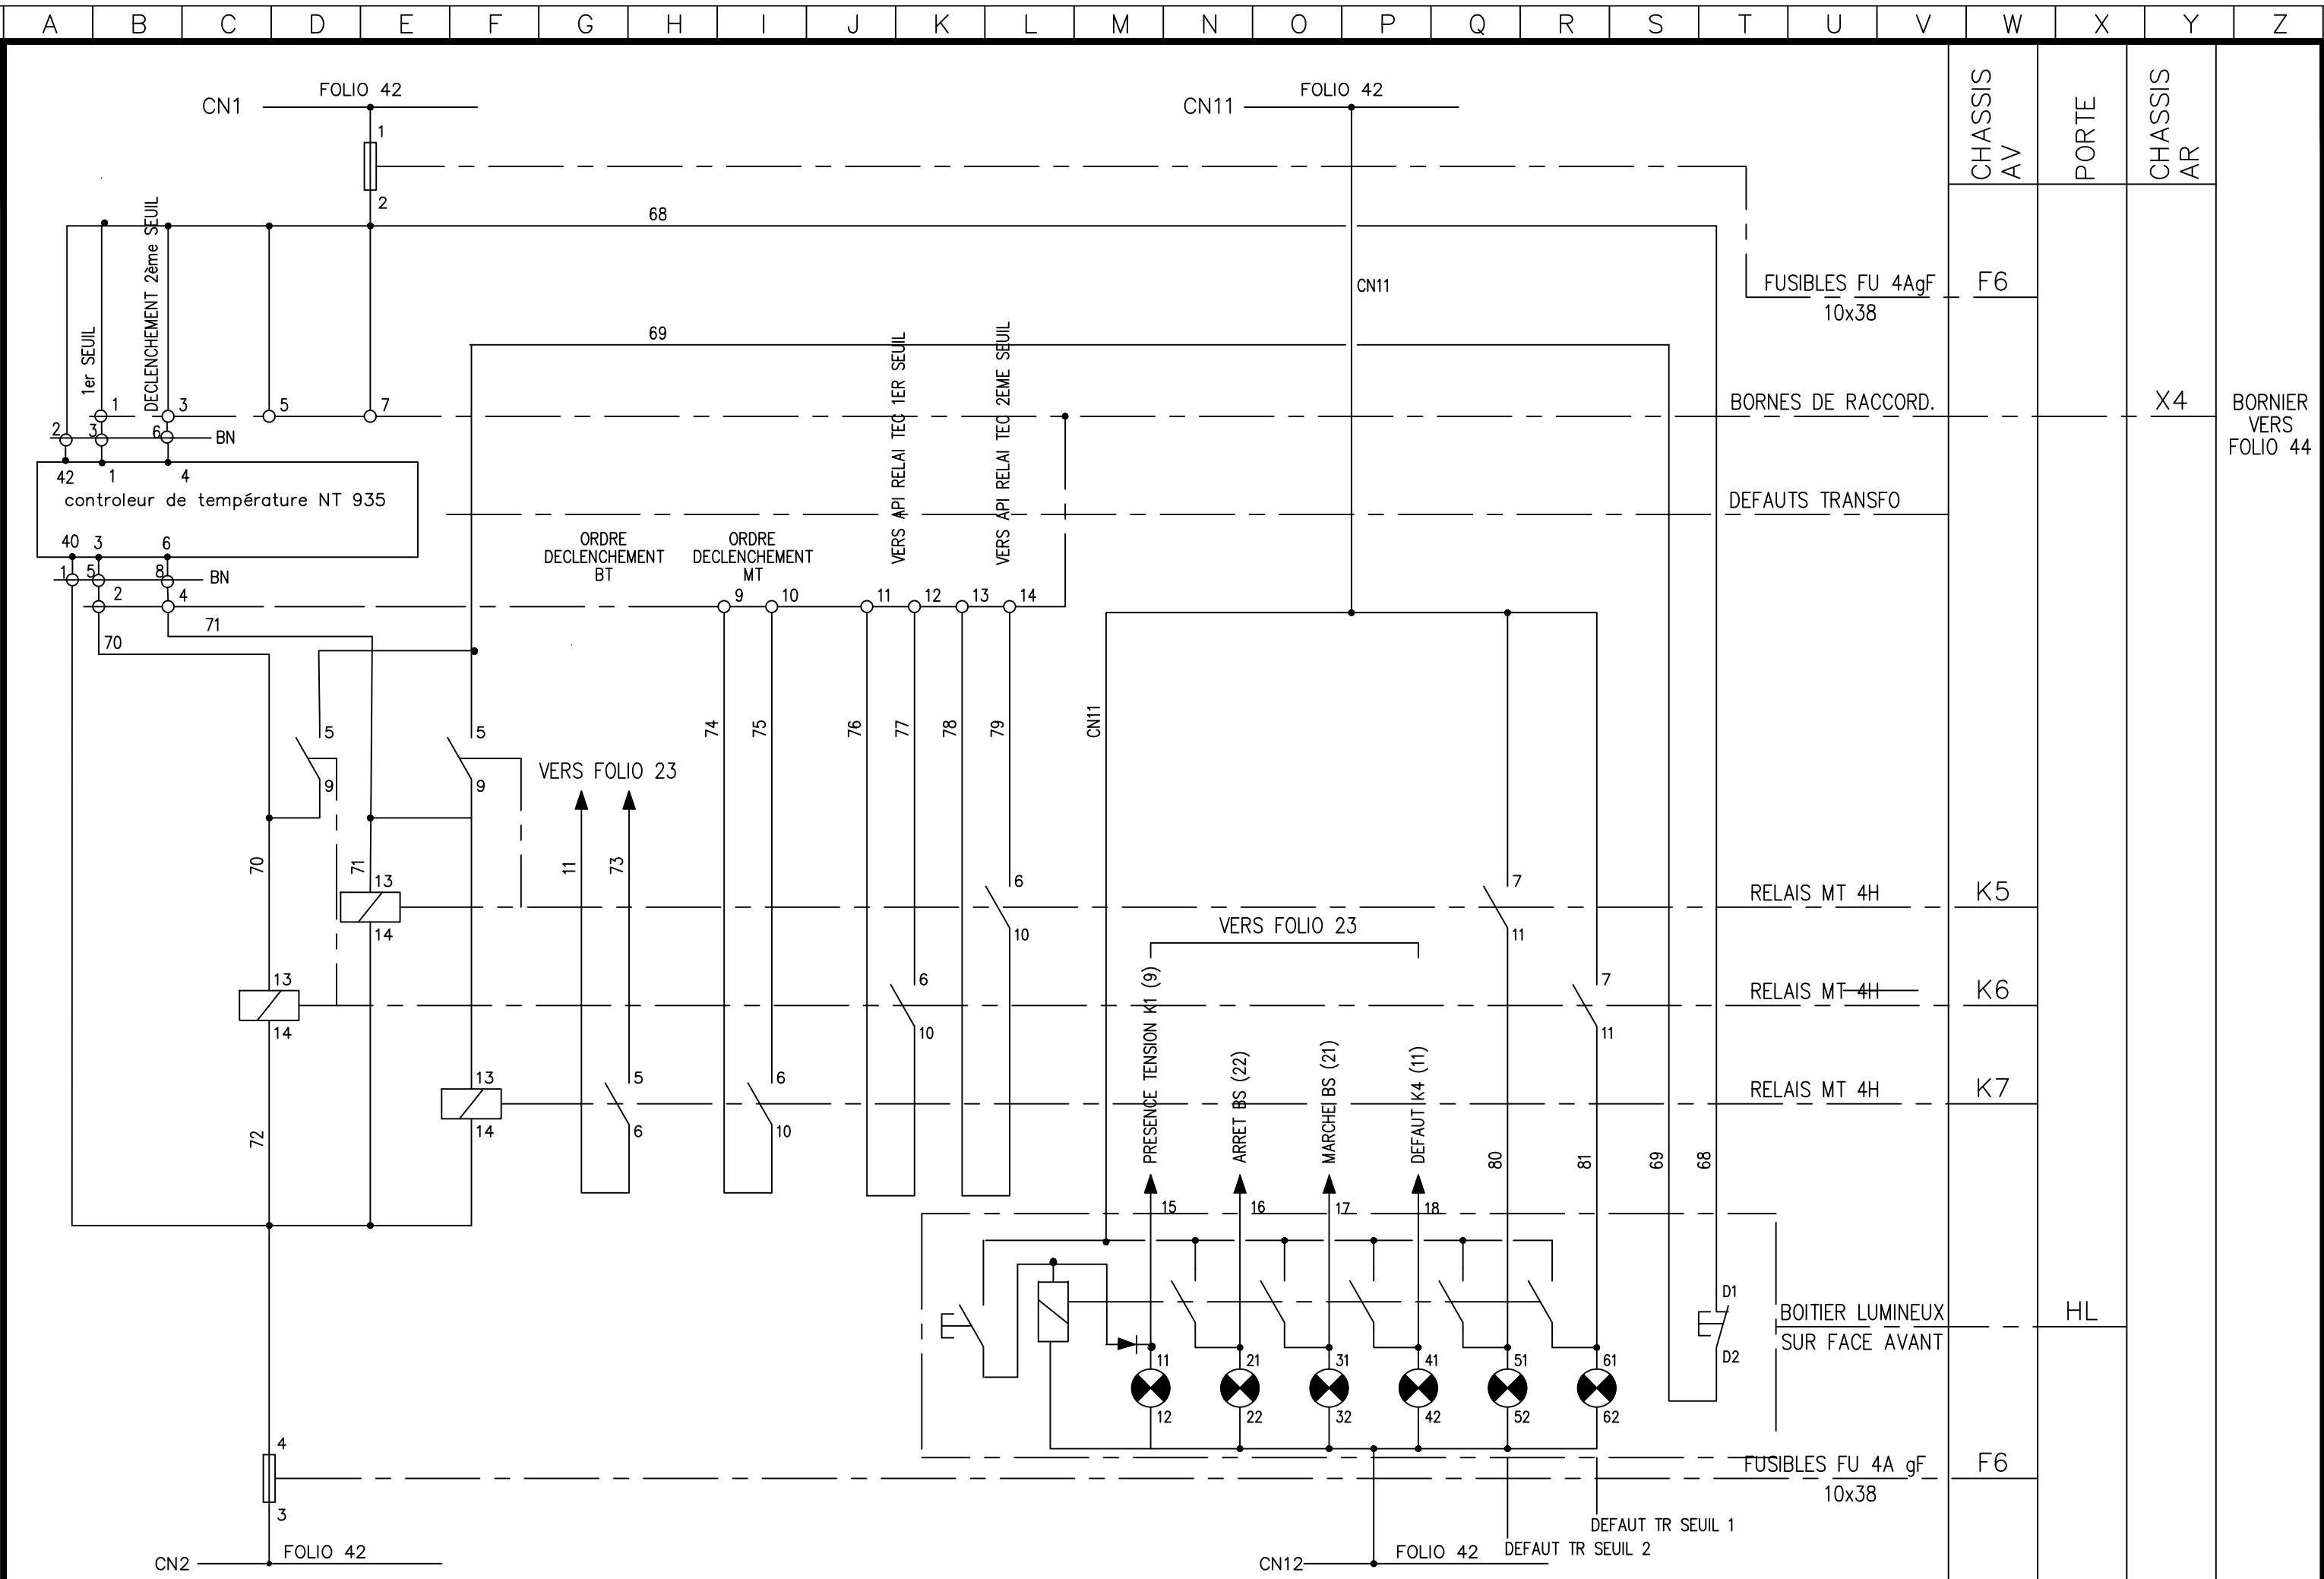 A B C D E F G H I J K L M N O P Q R S T U V W X Y Z
CHASSIS
AV
PORTE
CHASSIS
AR
CN1
FOLIO 42
CN11
FOLIO 42
1
2
68
CN11
FUSIBLES FU 4AgF
F6
10x38
69
1er SEUIL
DECLENCHEMENT 2ème SEUIL
VERS API RELAI TEC 1ER SEUIL
VERS API RELAI TEC 2EME SEUIL
1 3 5 7
BORNES DE RACCORD.
X4
BORNIER
VERS
FOLIO 44
2 3 6 BN
42 1 4
controleur de température NT 935
DEFAUTS TRANSFO
40 3 6
ORDRE
DECLENCHEMENT
BT
ORDRE
DECLENCHEMENT
MT
1 5 8 BN
2 4
9 10 11 12 13 14
71
70
74 75 76 77 78 79 CN11
5 5
9 9
VERS FOLIO 23
70 71 11 73
13
14
6
10
7
11
RELAIS MT 4H
K5
VERS FOLIO 23
13
14
6
10
7
11
RELAIS MT 4H
K6
PRESENCE TENSION K1 (9)
ARRET BS (22)
MARCHEI BS (21)
DEFAUT K4 (11)
13
14
5
6
6
10
RELAIS MT 4H
K7
72
80 81 69 68
15 16 17 18
D1
D2
BOITIER LUMINEUX
SUR FACE AVANT
HL
11 21 31 41 51 61
12 22 32 42 52 62
4
3
FUSIBLES FU 4A gF
F6
10x38
DEFAUT TR SEUIL 1
DEFAUT TR SEUIL 2
CN2
FOLIO 42
CN12
FOLIO 42